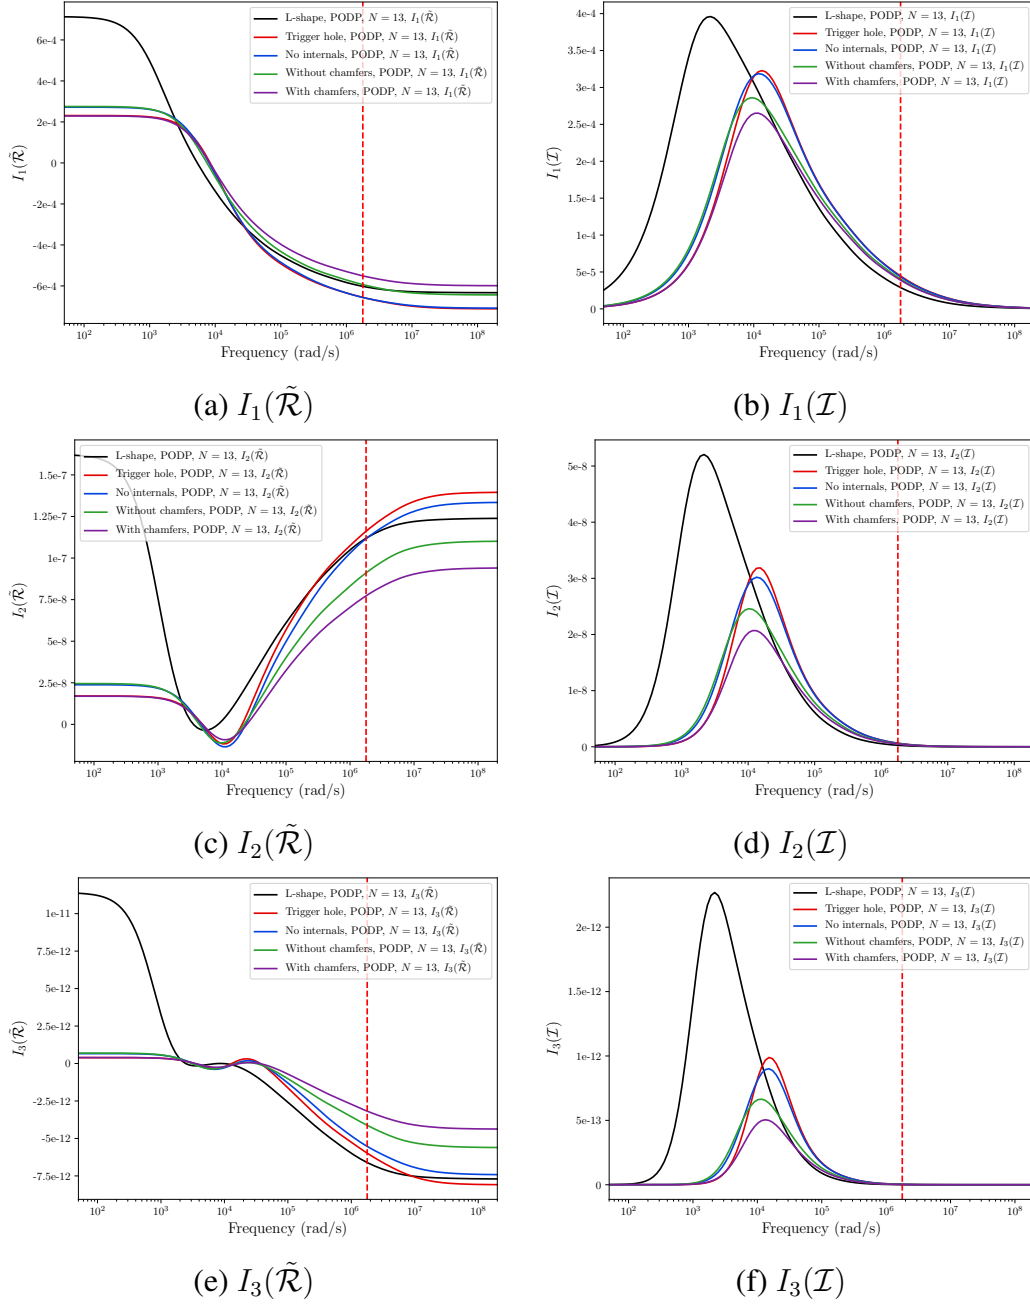 6e-4
4e-4
2e-4
0
-2e-4
-4e-4
-6e-4
I₁(R̃)
L-shape, PODP, N = 13, I₁(R̃)
Trigger hole, PODP, N = 13, I₁(R̃)
No internals, PODP, N = 13, I₁(R̃)
Without chamfers, PODP, N = 13, I₁(R̃)
With chamfers, PODP, N = 13, I₁(R̃)
10² 10³ 10⁴ 10⁵ 10⁶ 10⁷ 10⁸
Frequency (rad/s)
(a) I₁(R̃)
4e-4
3.5e-4
3e-4
2.5e-4
2e-4
1.5e-4
1e-4
5e-5
0
I₁(I)
L-shape, PODP, N = 13, I₁(I)
Trigger hole, PODP, N = 13, I₁(I)
No internals, PODP, N = 13, I₁(I)
Without chamfers, PODP, N = 13, I₁(I)
With chamfers, PODP, N = 13, I₁(I)
10² 10³ 10⁴ 10⁵ 10⁶ 10⁷ 10⁸
Frequency (rad/s)
(b) I₁(I)
1.5e-7
1.25e-7
1e-7
7.5e-8
5e-8
2.5e-8
0
I₂(R̃)
L-shape, PODP, N = 13, I₂(R̃)
Trigger hole, PODP, N = 13, I₂(R̃)
No internals, PODP, N = 13, I₂(R̃)
Without chamfers, PODP, N = 13, I₂(R̃)
With chamfers, PODP, N = 13, I₂(R̃)
10² 10³ 10⁴ 10⁵ 10⁶ 10⁷ 10⁸
Frequency (rad/s)
(c) I₂(R̃)
5e-8
4e-8
3e-8
2e-8
1e-8
0
I₂(I)
L-shape, PODP, N = 13, I₂(I)
Trigger hole, PODP, N = 13, I₂(I)
No internals, PODP, N = 13, I₂(I)
Without chamfers, PODP, N = 13, I₂(I)
With chamfers, PODP, N = 13, I₂(I)
10² 10³ 10⁴ 10⁵ 10⁶ 10⁷ 10⁸
Frequency (rad/s)
(d) I₂(I)
1e-11
7.5e-12
5e-12
2.5e-12
0
-2.5e-12
-5e-12
-7.5e-12
I₃(R̃)
L-shape, PODP, N = 13, I₃(R̃)
Trigger hole, PODP, N = 13, I₃(R̃)
No internals, PODP, N = 13, I₃(R̃)
Without chamfers, PODP, N = 13, I₃(R̃)
With chamfers, PODP, N = 13, I₃(R̃)
10² 10³ 10⁴ 10⁵ 10⁶ 10⁷ 10⁸
Frequency (rad/s)
(e) I₃(R̃)
2e-12
1.5e-12
1e-12
5e-13
0
I₃(I)
L-shape, PODP, N = 13, I₃(I)
Trigger hole, PODP, N = 13, I₃(I)
No internals, PODP, N = 13, I₃(I)
Without chamfers, PODP, N = 13, I₃(I)
With chamfers, PODP, N = 13, I₃(I)
10² 10³ 10⁴ 10⁵ 10⁶ 10⁷ 10⁸
Frequency (rad/s)
(f) I₃(I)